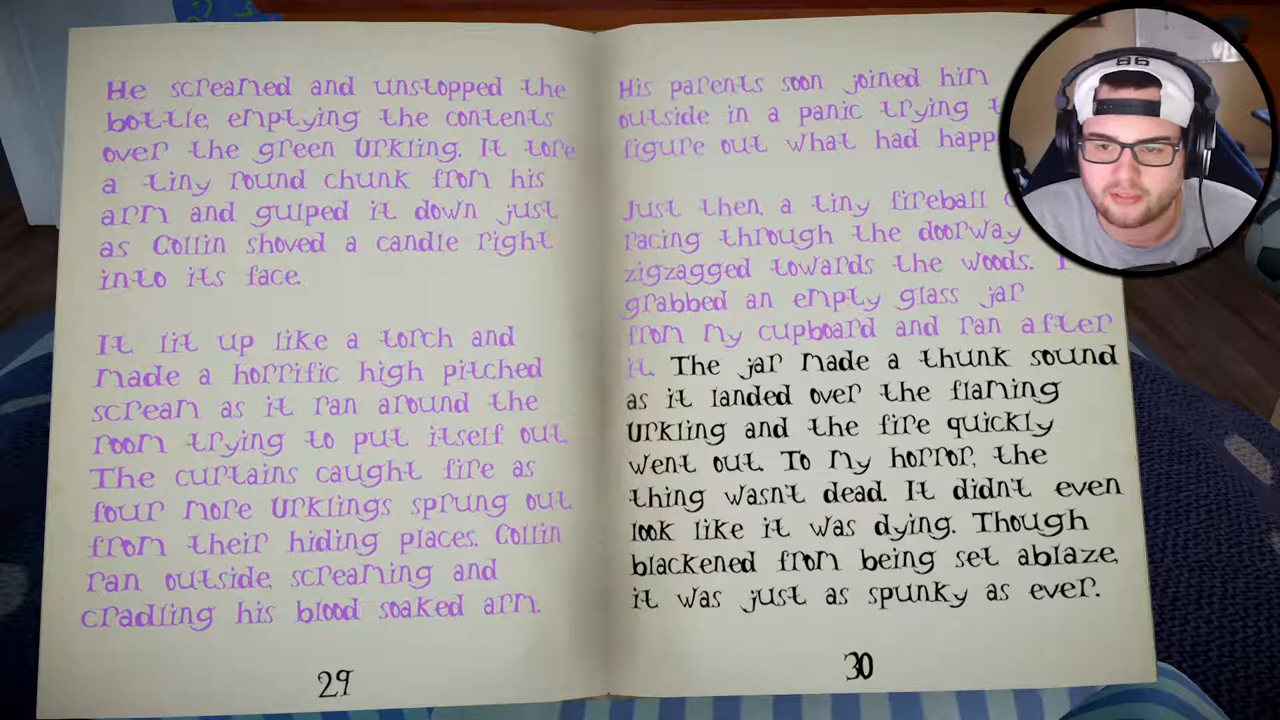 He screamed and unstopped the
bottle, emptying the contents
over the green Urkling. It tore
a tiny round chunk from his
arm and gulped it down just
as Collin shoved a candle right
into its face.
It lit up like a torch and
made a horrific high pitched
scream as it ran around the
room trying to put itself out.
The curtains caught fire as
four more Urklings sprung out
from their hiding places. Collin
ran outside, screaming and
cradling his blood soaked arm.
29
His parents soon joined him
outside in a panic trying
figure out what had
Just then, a tiny fireball
racing through the doorway
zigzagged towards the woods. I
grabbed an empty glass jar
from my cupboard and ran after
it. The jar made a thunk sound
as it landed over the flaming
Urkling and the fire quickly
went out. To my horror, the
thing wasn't dead. It didn't even
look like it was dying. Though
blackened from being set ablaze,
it was just as spunky as ever.
30